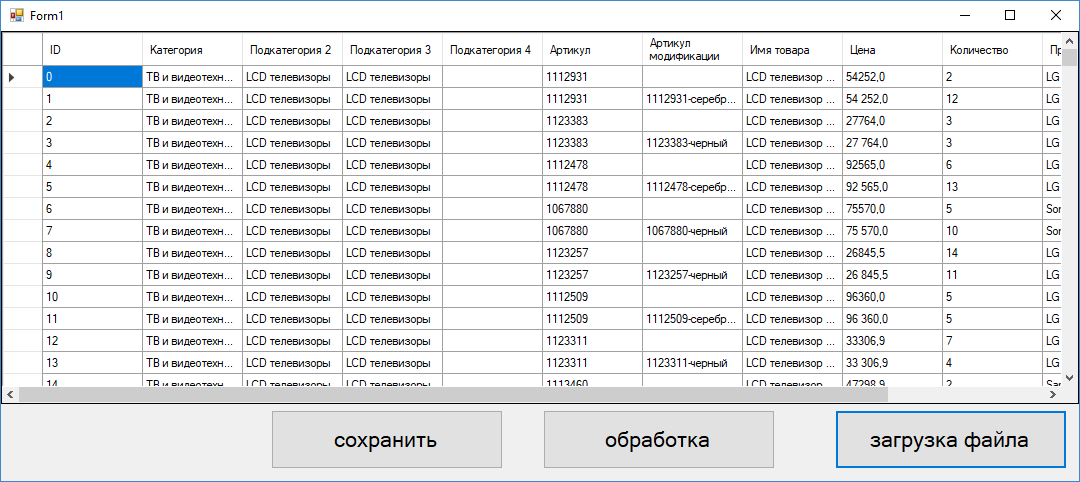 Form1
ID Категория Подкатегория 2 Подкатегория 3 Подкатегория 4 Артикул Артикул модификации Имя товара Цена Количество Пр
0 ТВ и видеотехн... LCD телевизоры LCD телевизоры 1112931 LCD телевизор ... 54252,0 2 LG
1 ТВ и видеотехн... LCD телевизоры LCD телевизоры 1112931 1112931-серебр... LCD телевизор ... 54 252,0 12 LG
2 ТВ и видеотехн... LCD телевизоры LCD телевизоры 1123383 LCD телевизор ... 27764,0 3 LG
3 ТВ и видеотехн... LCD телевизоры LCD телевизоры 1123383 1123383-черный LCD телевизор ... 27 764,0 3 LG
4 ТВ и видеотехн... LCD телевизоры LCD телевизоры 1112478 LCD телевизор ... 92565,0 6 LG
5 ТВ и видеотехн... LCD телевизоры LCD телевизоры 1112478 1112478-серебр... LCD телевизор ... 92 565,0 13 LG
6 ТВ и видеотехн... LCD телевизоры LCD телевизоры 1067880 LCD телевизор ... 75570,0 5 Sor
7 ТВ и видеотехн... LCD телевизоры LCD телевизоры 1067880 1067880-черный LCD телевизор ... 75 570,0 10 Sor
8 ТВ и видеотехн... LCD телевизоры LCD телевизоры 1123257 LCD телевизор ... 26845,5 14 LG
9 ТВ и видеотехн... LCD телевизоры LCD телевизоры 1123257 1123257-черный LCD телевизор ... 26 845,5 11 LG
10 ТВ и видеотехн... LCD телевизоры LCD телевизоры 1112509 LCD телевизор ... 96360,0 5 LG
11 ТВ и видеотехн... LCD телевизоры LCD телевизоры 1112509 1112509-серебр... LCD телевизор ... 96 360,0 5 LG
12 ТВ и видеотехн... LCD телевизоры LCD телевизоры 1123311 LCD телевизор ... 33306,9 7 LG
13 ТВ и видеотехн... LCD телевизоры LCD телевизоры 1123311 1123311-черный LCD телевизор ... 33 306,9 4 LG
14 ТВ и видеотехн... LCD телевизоры LCD телевизоры 1113460 LCD телевизор ... 47298,9 2 Sar
сохранить обработка загрузка файла